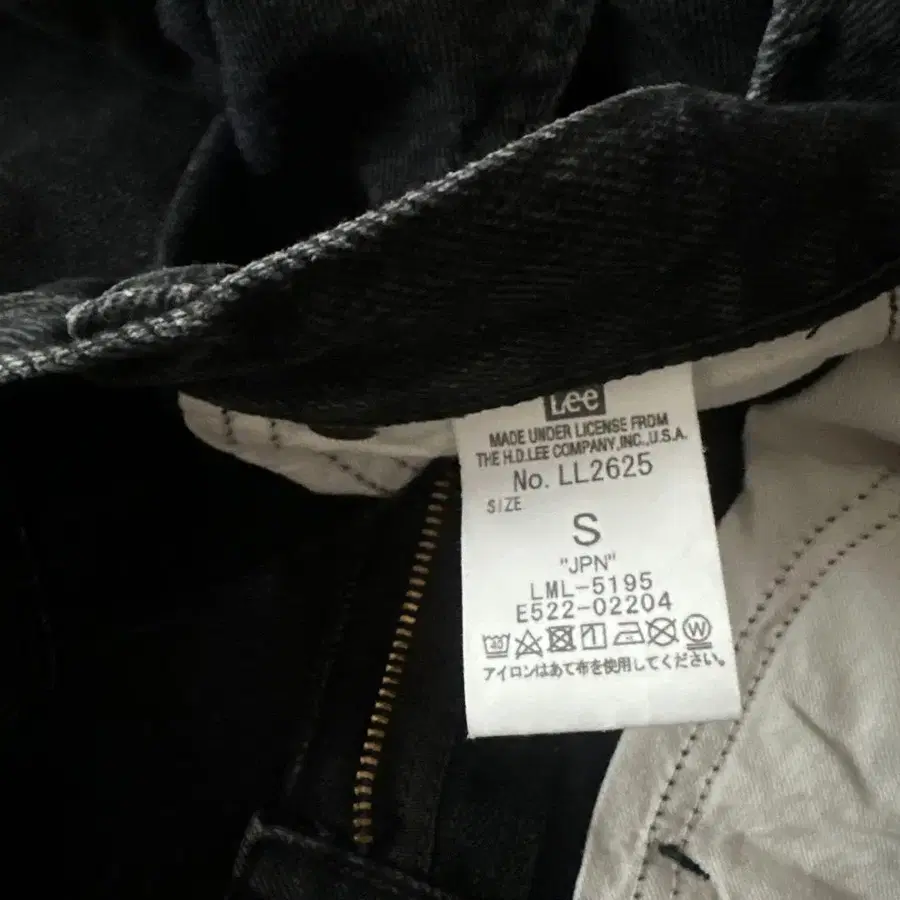 Lee
MADE UNDER LICENSE FROM
THE H.D.LEE COMPANY,INC.,U.S.A.
No. LL2625
SIZE
S
"JPN"
LML-5195
E522-02204
40 W
アイロンはあて布を使用してください。